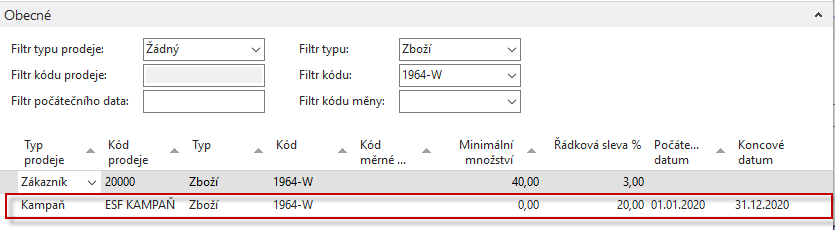 Obecné
Filtr typu prodeje: Žádný Filtr typu: Zboží
Filtr kódu prodeje: Filtr kódu: 1964-W
Filtr počátečního data: Filtr kódu měny:
Typ prodeje Kód prodeje Typ Kód Kód měrné ... Minimální množství Řádková sleva % Počáte... datum Koncové datum
Zákazník 20000 Zboží 1964-W 40,00 3,00
Kampaň ESF KAMPAŇ Zboží 1964-W 0,00 20,00 01.01.2020 31.12.2020